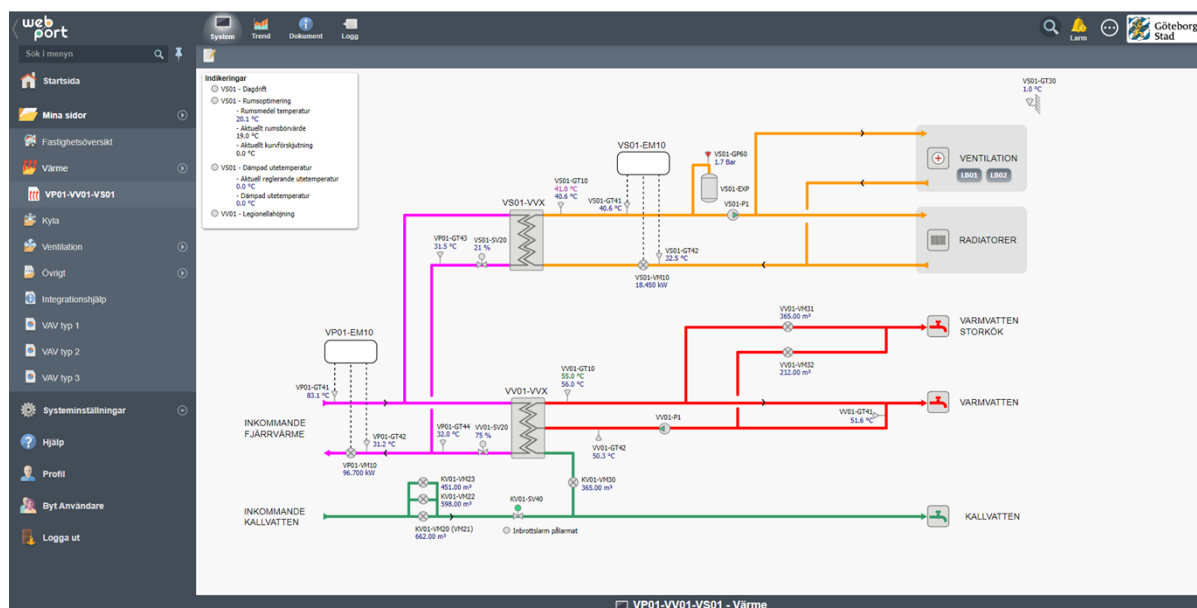 web
port
System
Trend
Dokument
Logg
Larm
Göteborg
Stad
Sök i menyn
Startsida
Mina sidor
Fastighetsöversikt
Värme
VP01-VV01-VS01
Kyla
Ventilation
Övrigt
Integrationshjälp
VAV typ 1
VAV typ 2
VAV typ 3
Systeminställningar
Hjälp
Profil
Byt Användare
Logga ut
Indikeringar
VS01 - Dagdrift
VS01 - Rumsoptimering
- Rumsmedel temperatur
20.1 °C
- Aktuellt rumsbörvärde
19.0 °C
- Aktuellt kurvförskjutning
0.0 °C
VS01 - Dämpad utetemperatur
- Aktuell reglerande utetemperatur
0.0 °C
- Dämpad utetemperatur
0.0 °C
VV01 - Legionellahöjning
VS01-GT30
1.0 °C
VS01-EM10
VS01-GP60
1.7 Bar
VENTILATION
LB01 LB02
VS01-GT10
41.0 °C
40.6 °C
VS01-GT41
40.6 °C
VS01-EXP
VS01-VVX
VS01-P1
VP01-GT43
31.5 °C
VS01-SV20
21 %
VS01-GT42
32.5 °C
RADIATORER
VS01-VM10
18.450 kW
VV01-VM31
365.00 m³
VARMVATTEN
STORKÖK
VP01-EM10
VV01-VM32
212.00 m³
VV01-GT10
55.0 °C
56.0 °C
VP01-GT41
83.1 °C
VV01-VVX
VARMVATTEN
VV01-P1
VV01-GT41
51.6 °C
INKOMMANDE
FJÄRRVÄRME
VP01-GT42
31.2 °C
VP01-GT44
32.0 °C
VV01-SV20
75 %
VV01-GT42
50.3 °C
VP01-VM10
96.700 kW
KV01-VM23
451.00 m³
KV01-VM22
598.00 m³
KV01-VM30
365.00 m³
KV01-SV40
INKOMMANDE
KALLVATTEN
KV01-VM20 (VM21)
662.00 m³
Inbrottslarm pålarmat
KALLVATTEN
VP01-VV01-VS01 - Värme